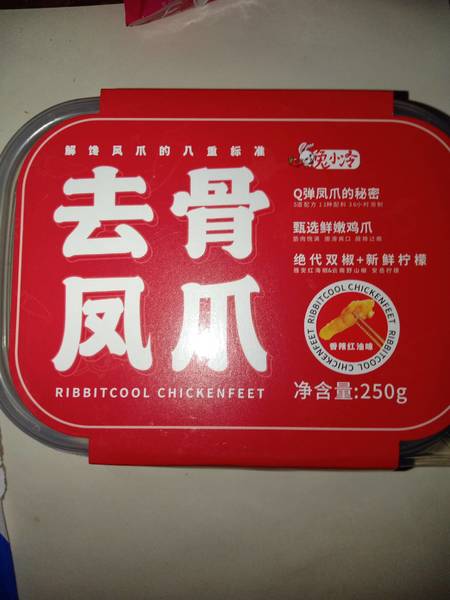 解馋凤爪的八重标准
去骨
凤爪
RIBBITCOOL CHICKENFEET
兔小冷
Q弹凤爪的秘密
甄选鲜嫩鸡爪
绝代双椒+新鲜柠檬
RIBBITCOOL CHICKENFEET
香辣红油味
净含量:250g